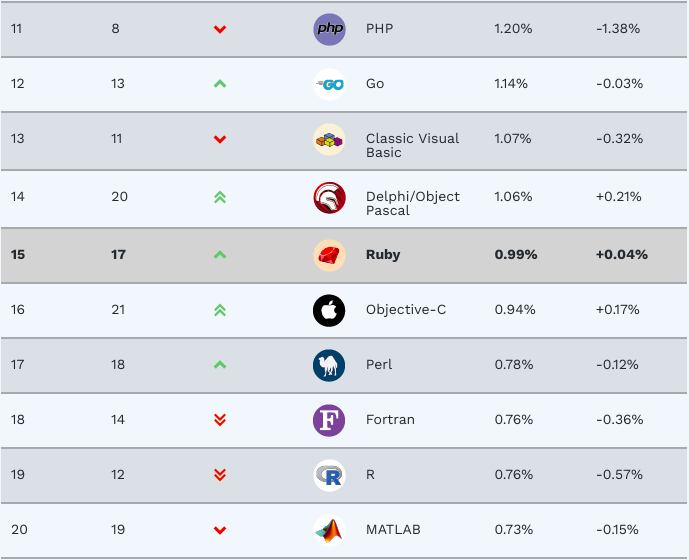 11 8 php PHP 1.20% -1.38%
12 13 GO Go 1.14% -0.03%
13 11 Classic Visual Basic 1.07% -0.32%
14 20 Delphi/Object Pascal 1.06% +0.21%
15 17 Ruby 0.99% +0.04%
16 21 Objective-C 0.94% +0.17%
17 18 Perl 0.78% -0.12%
18 14 F Fortran 0.76% -0.36%
19 12 R R 0.76% -0.57%
20 19 MATLAB 0.73% -0.15%